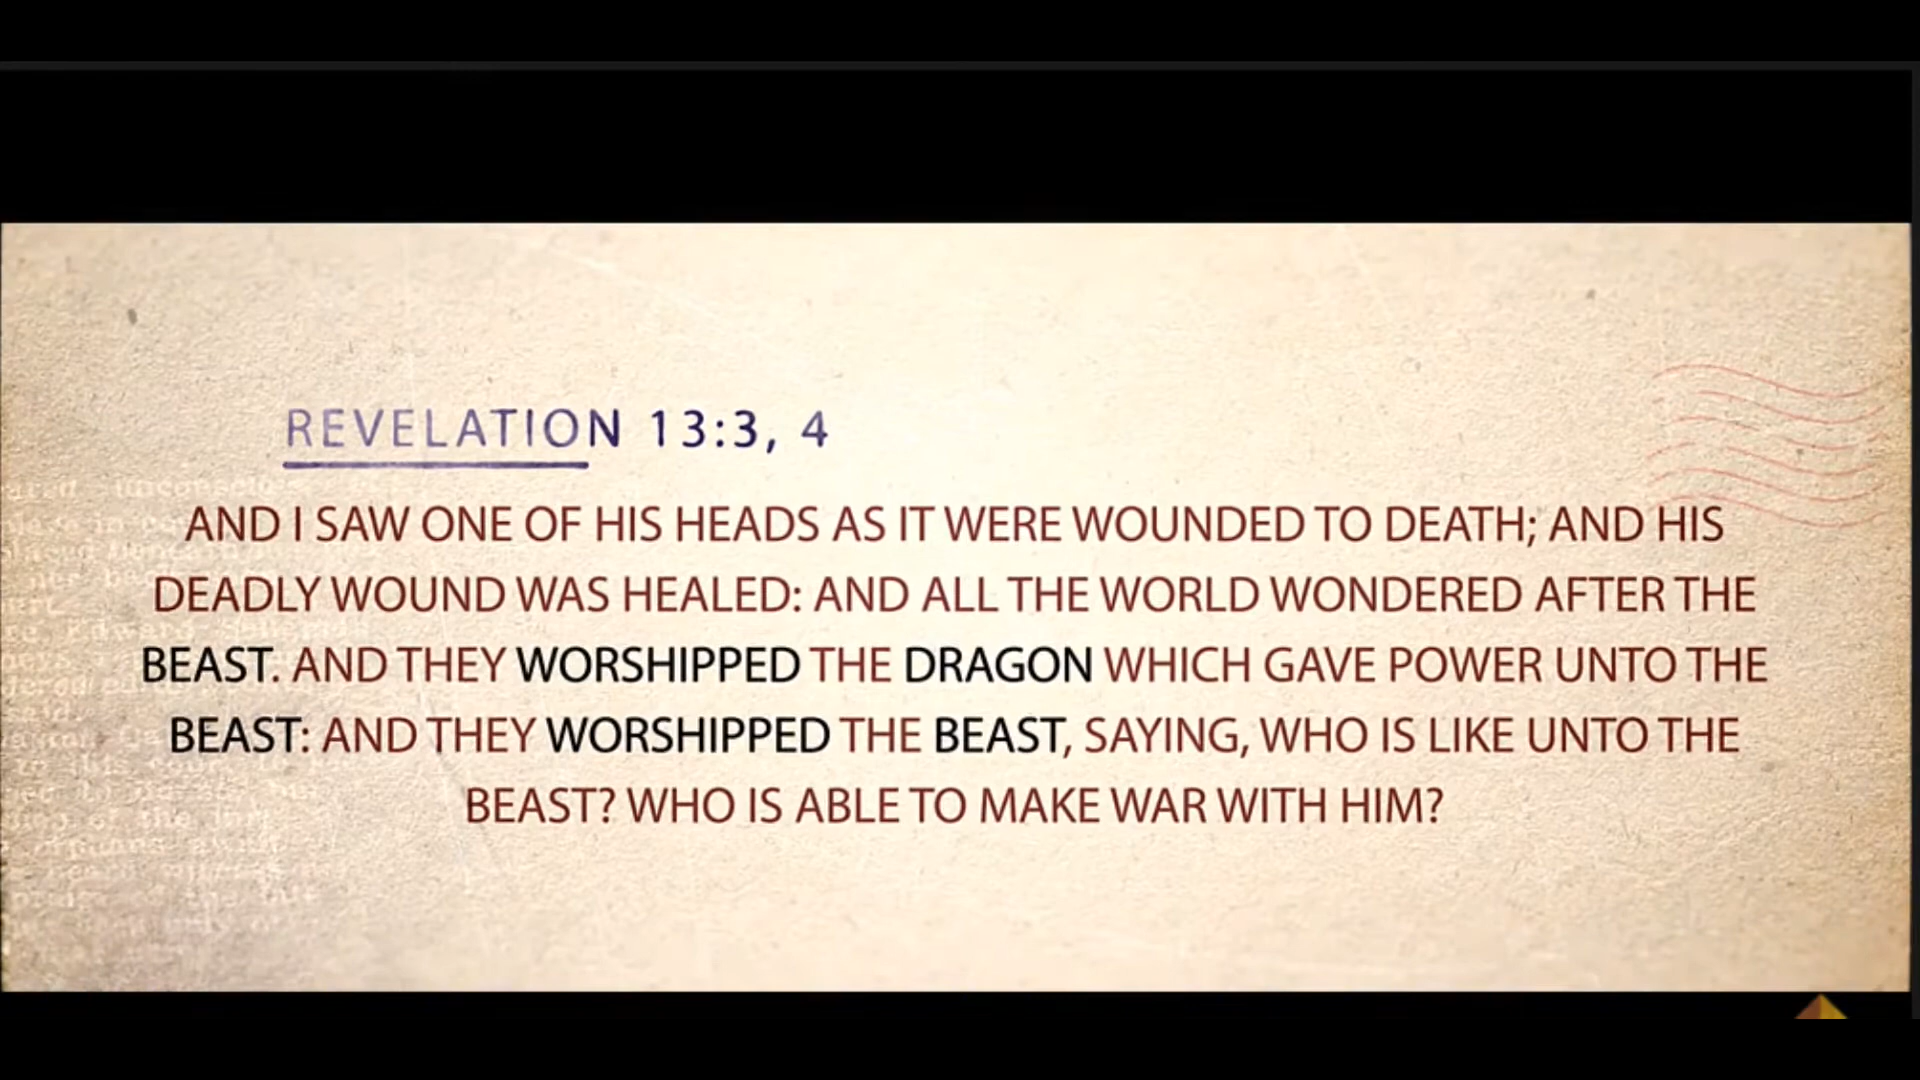 REVELATION 13:3, 4
AND I SAW ONE OF HIS HEADS AS IT WERE WOUNDED TO DEATH; AND HIS
DEADLY WOUND WAS HEALED: AND ALL THE WORLD WONDERED AFTER THE
BEAST. AND THEY WORSHIPPED THE DRAGON WHICH GAVE POWER UNTO THE
BEAST: AND THEY WORSHIPPED THE BEAST, SAYING, WHO IS LIKE UNTO THE
BEAST? WHO IS ABLE TO MAKE WAR WITH HIM?